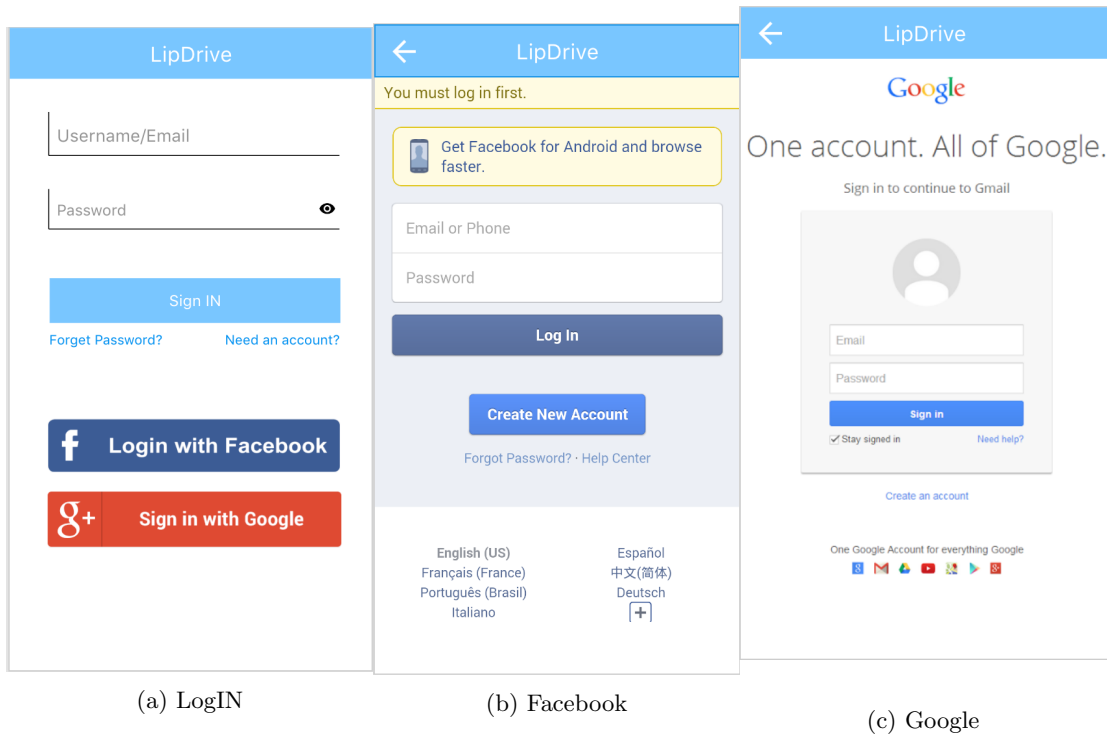 LipDrive
Username/Email
Password
Sign IN
Forget Password?
Need an account?
f
Login with Facebook
g+
Sign in with Google
(a) LogIN
LipDrive
You must log in first.
Get Facebook for Android and browse
faster.
Email or Phone
Password
Log In
Create New Account
Forgot Password? · Help Center
English (US)
Español
Français (France)
中文(简体)
Português (Brasil)
Deutsch
Italiano
(b) Facebook
LipDrive
Google
One account. All of Google.
Sign in to continue to Gmail
Email
Password
Sign in
Stay signed in
Need help?
Create an account
One Google Account for everything Google
(c) Google